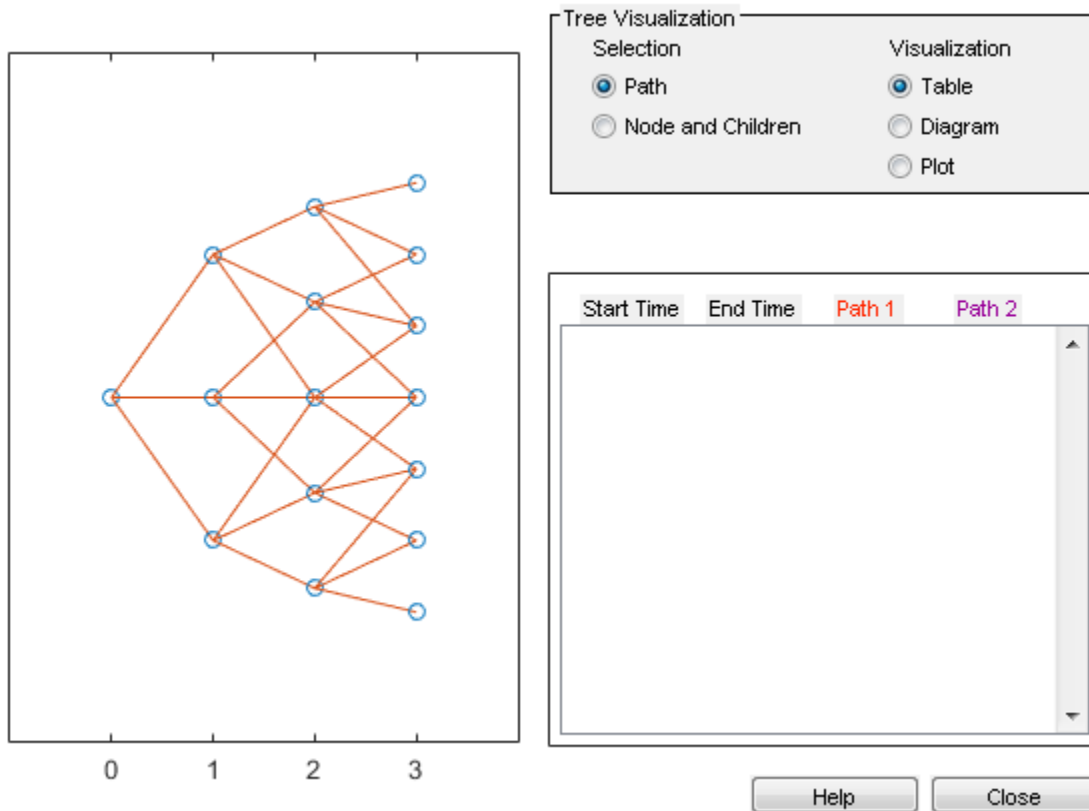 Tree Visualization
Selection
Visualization
Path
Table
Node and Children
Diagram
Plot
Start Time End Time Path 1 Path 2
0 1 2 3
Help Close